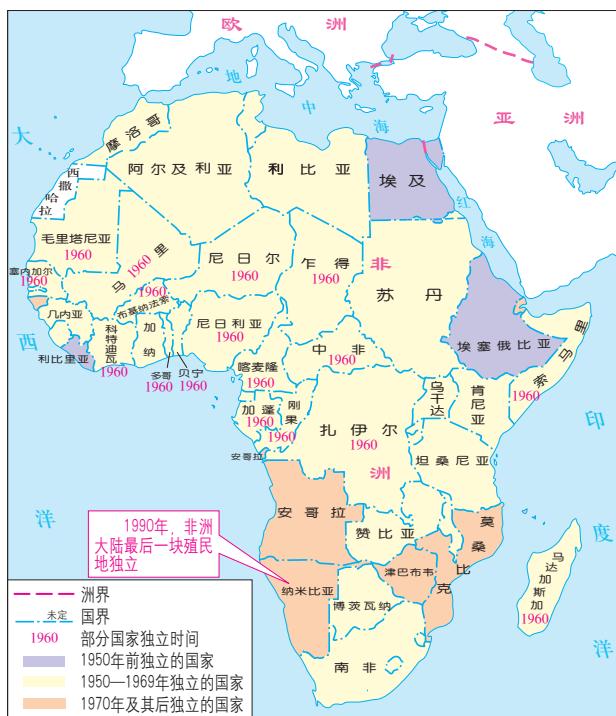 欧 洲
地 中 海
亚 洲
大 西 洋
摩洛哥
阿尔及利亚
利比亚
埃及
西撒哈拉
红海
毛里塔尼亚
1960
马里
1960
尼日尔
1960
乍得
1960
非 洲
苏丹
塞内加尔
1960
几内亚
布基纳法索
1960
科特迪瓦
1960
加纳
尼日利亚
1960
埃塞俄比亚
索马里
1960
利比里亚
多哥
1960
贝宁
1960
喀麦隆
1960
中非
1960
加蓬
1960
刚果
1960
扎伊尔
1960
乌干达
肯尼亚
坦桑尼亚
印 度 洋
安哥拉
安哥拉
赞比亚
莫桑比克
马达加斯加
1960
津巴布韦
纳米比亚
博茨瓦纳
南非
1990年，非洲
大陆最后一块殖民
地独立
洲界
未定 国界
1960 部分国家独立时间
1950年前独立的国家
1950—1969年独立的国家
1970年及其后独立的国家